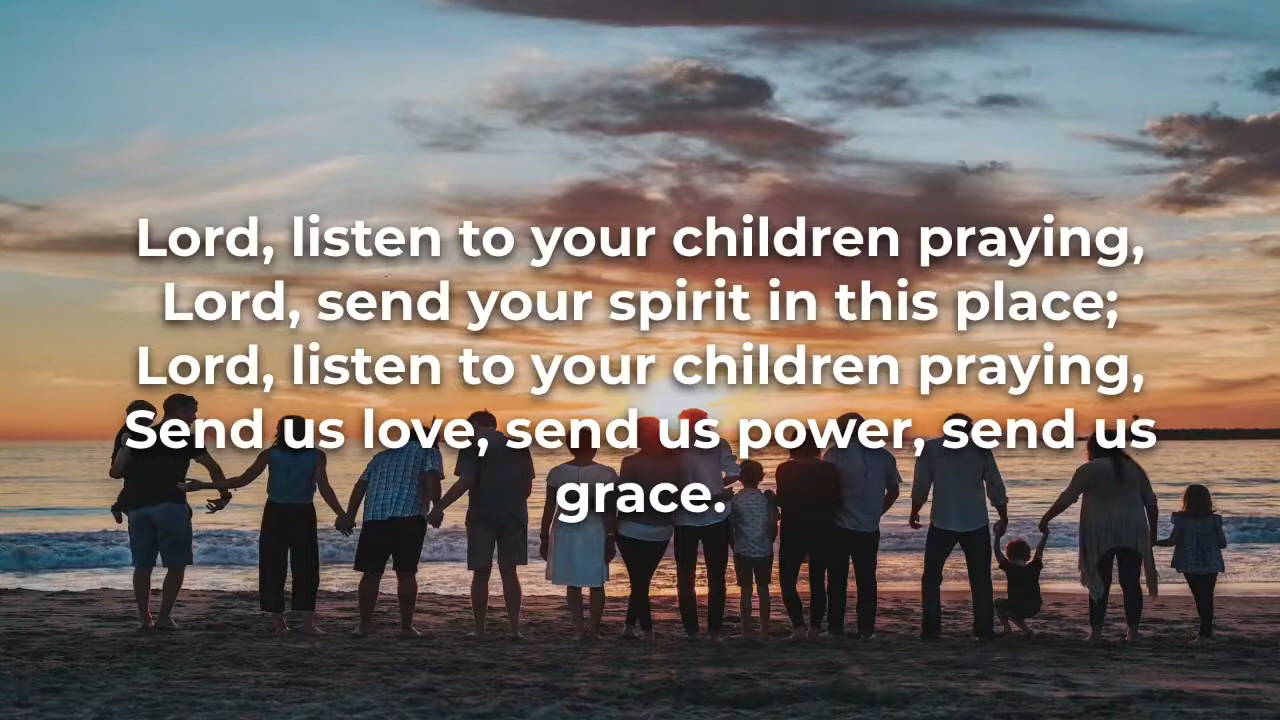 Lord, listen to your children praying,
Lord, send your spirit in this place;
Lord, listen to your children praying,
Send us love, send us power, send us
grace.